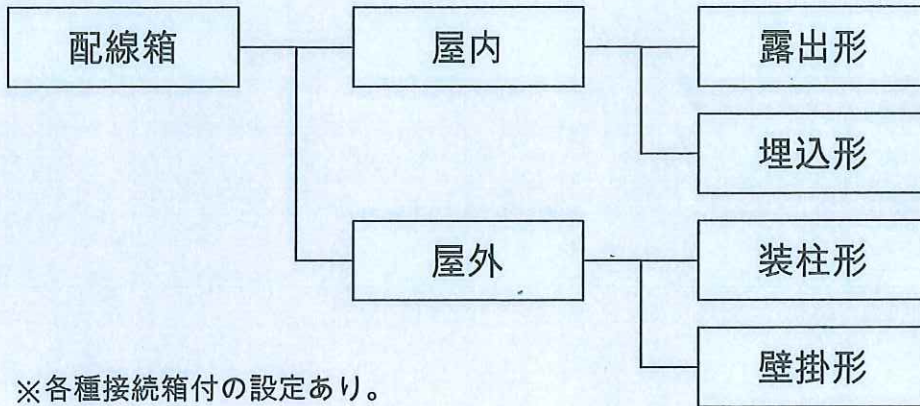 配線箱
屋内
露出形
埋込形
屋外
装柱形
壁掛形
※各種接続箱付の設定あり。